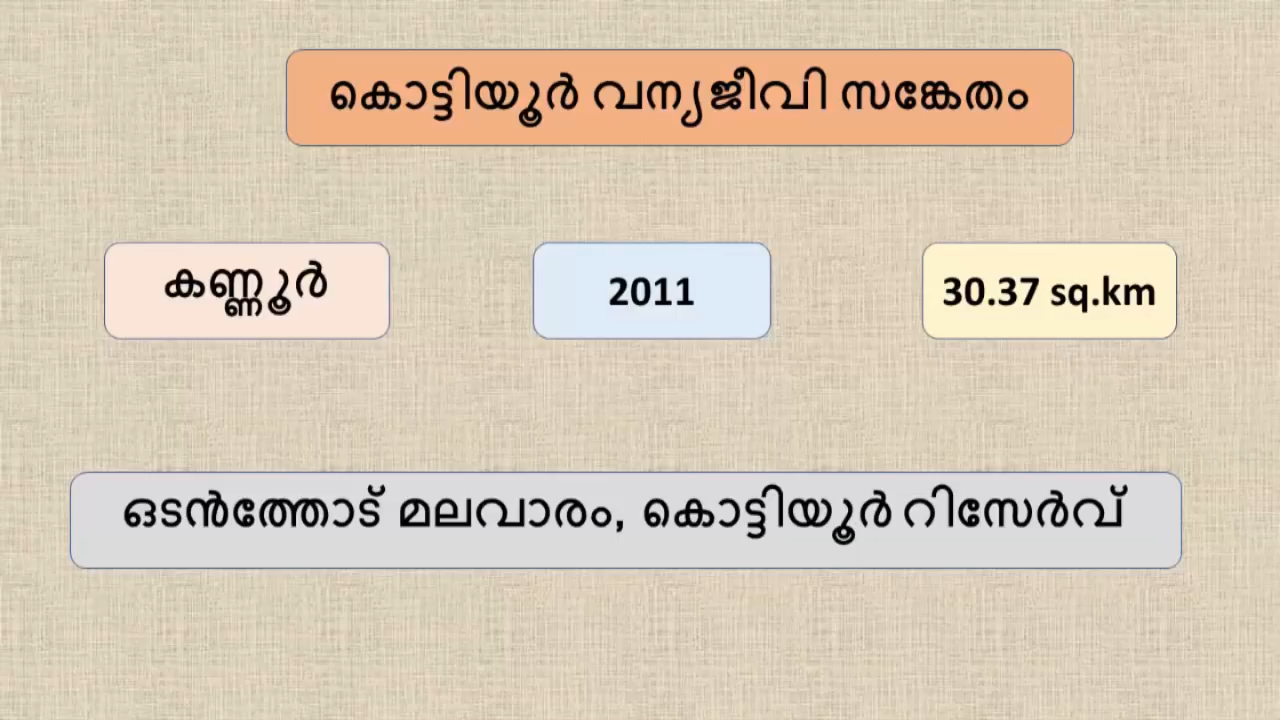 കൊട്ടിയൂർ വന്യജീവി സങ്കേതം
കണ്ണൂർ
2011
30.37 sq.km
ഒടൻത്തോട് മലവാരം, കൊട്ടിയൂർ റിസേർവ്